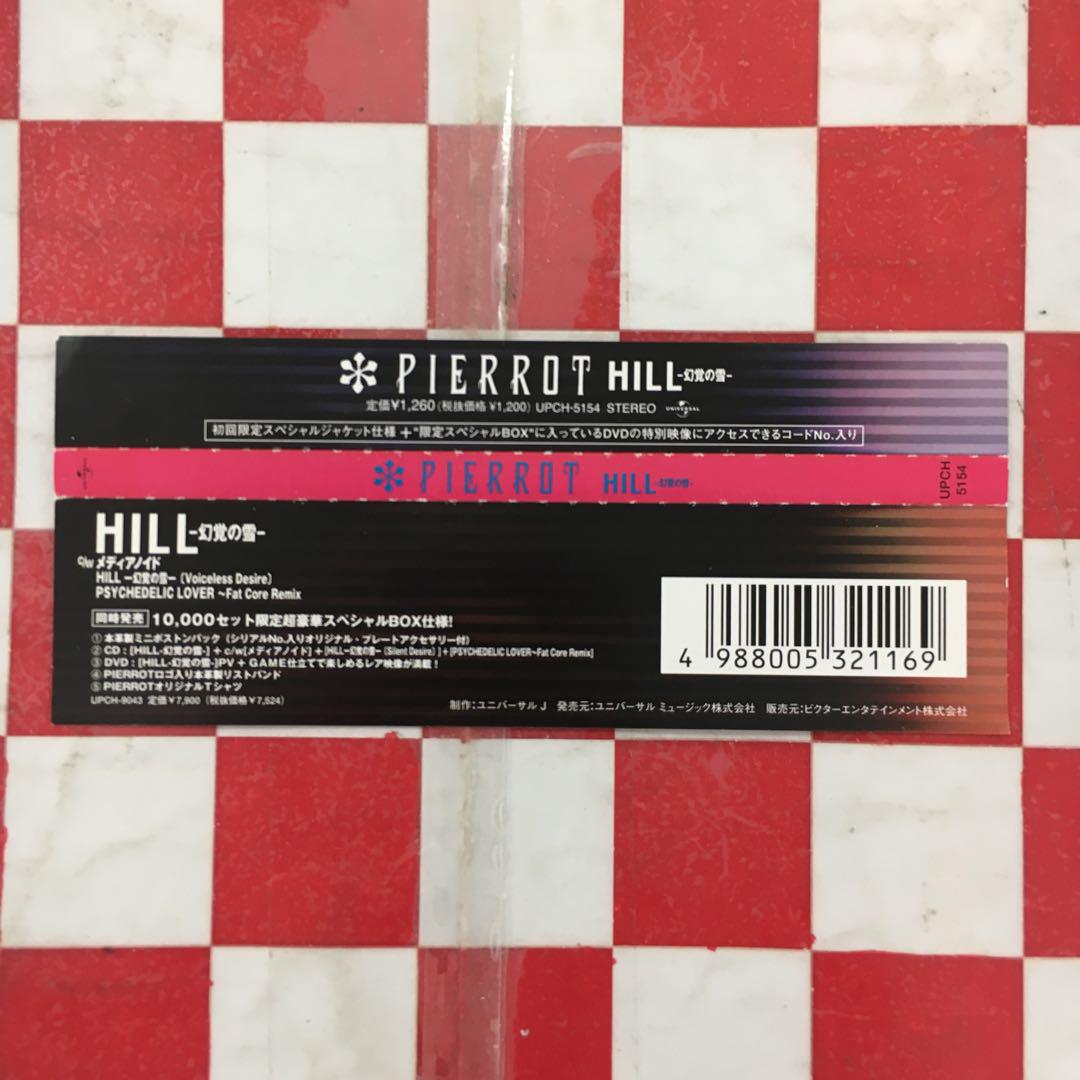 PIERROT HILL-幻覚の雪-
定価¥1,260(税抜価格 ¥1,200) UPCH-5154 STEREO UNIVERSAL
初回限定スペシャルジャケット仕様 +"限定スペシャルBOX"に入っているDVDの特別映像にアクセスできるコードNo.入り
PIERROT HILL-幻覚の雪-
UPCH
5154
HILL-幻覚の雪-
c/w メディアノイド
HILL -幻覚の雪- [Voiceless Desire]
PSYCHEDELIC LOVER ~Fat Core Remix
同時発売 10,000セット限定超豪華スペシャルBOX仕様!
①本革製ミニボストンバック(シリアルNo.入りオリジナル・プレートアクセサリー付)
②CD:[HILL-幻覚の雪-]+c/w[メディアノイド]+[HILL-幻覚の雪-[Silent Desire]]+[PSYCHEDELIC LOVER~Fat Core Remix]
③DVD:[HILL-幻覚の雪-]PV+GAME仕立てで楽しめるレア映像が満載!
④PIERROTロゴ入り本革製リストバンド
⑤PIERROTオリジナルTシャツ
UPCH-9043 定価¥7,900(税抜価格¥7,524)
4 988005 321169
制作:ユニバーサル J 発売元:ユニバーサル ミュージック株式会社 販売元:ビクターエンタテインメント株式会社